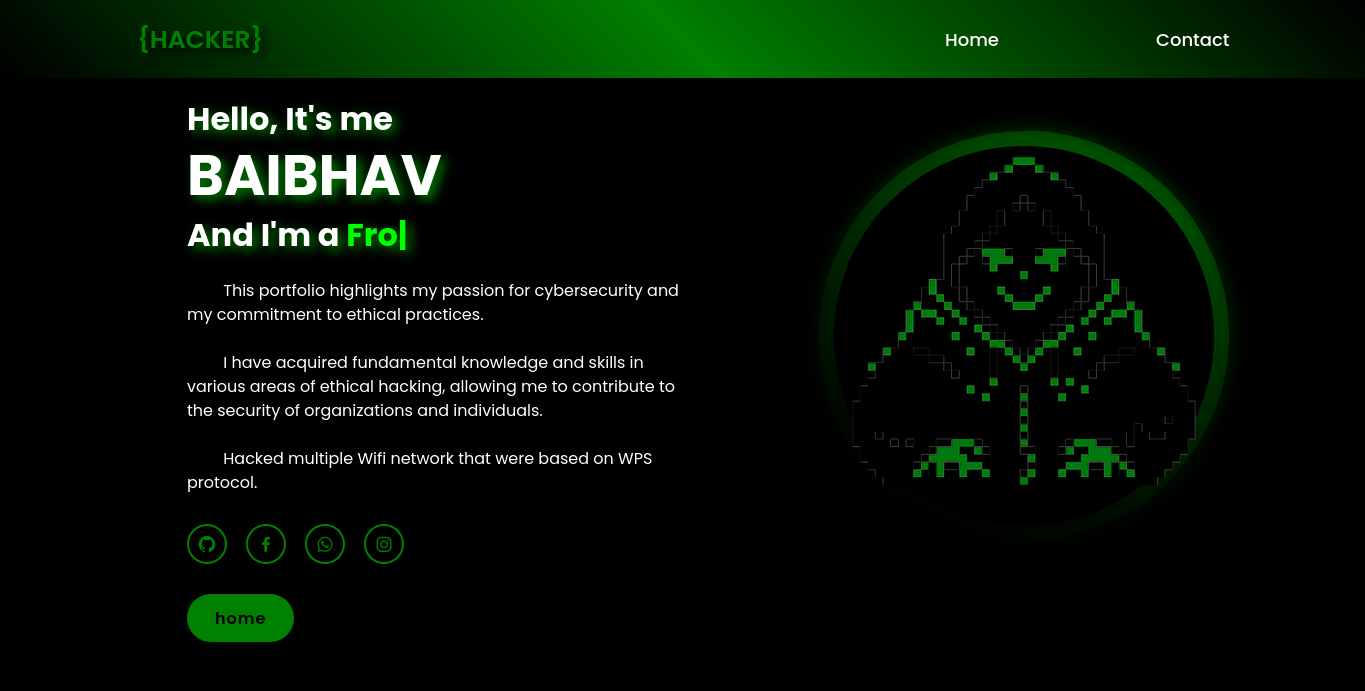 {HACKER}
Home
Contact
Hello, It's me
BAIBHAV
And I'm a Fro|
This portfolio highlights my passion for cybersecurity and
my commitment to ethical practices.
I have acquired fundamental knowledge and skills in
various areas of ethical hacking, allowing me to contribute to
the security of organizations and individuals.
Hacked multiple Wifi network that were based on WPS
protocol.
home